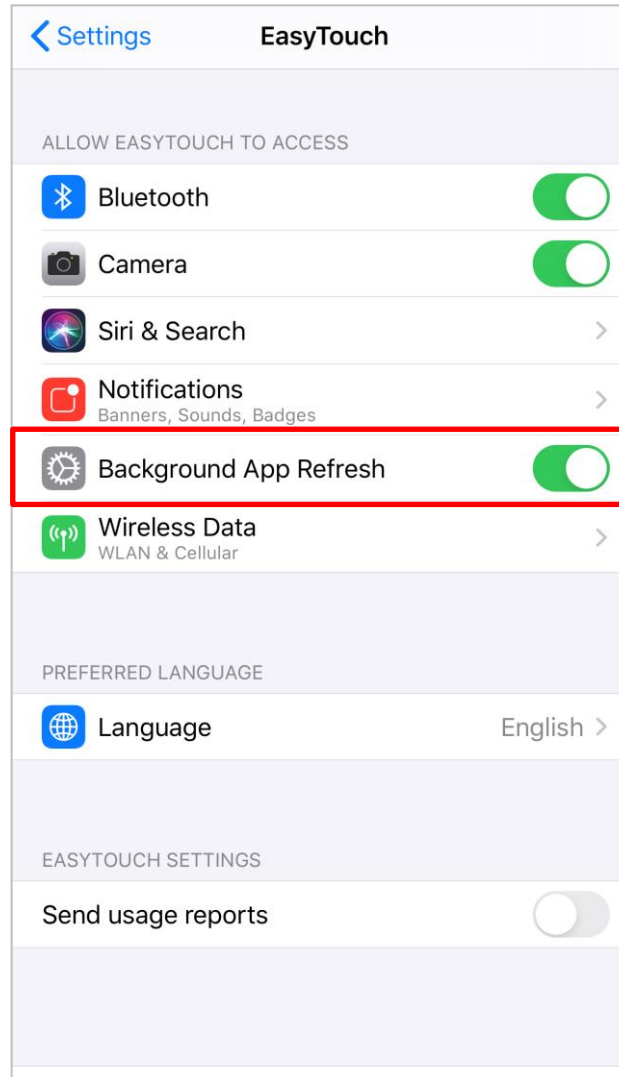 Settings
EasyTouch
ALLOW EASYTOUCH TO ACCESS
Bluetooth
Camera
Siri & Search
Notifications
Banners, Sounds, Badges
Background App Refresh
Wireless Data
WLAN & Cellular
PREFERRED LANGUAGE
Language
English
EASYTOUCH SETTINGS
Send usage reports